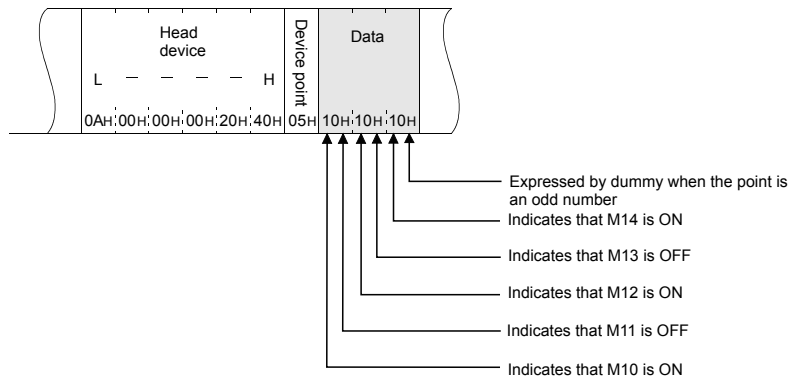 Head
device
Device point
Data
L – – – – H
0AH 00H 00H 00H 20H 40H 05H 10H 10H 10H
Expressed by dummy when the point is
an odd number
Indicates that M14 is ON
Indicates that M13 is OFF
Indicates that M12 is ON
Indicates that M11 is OFF
Indicates that M10 is ON